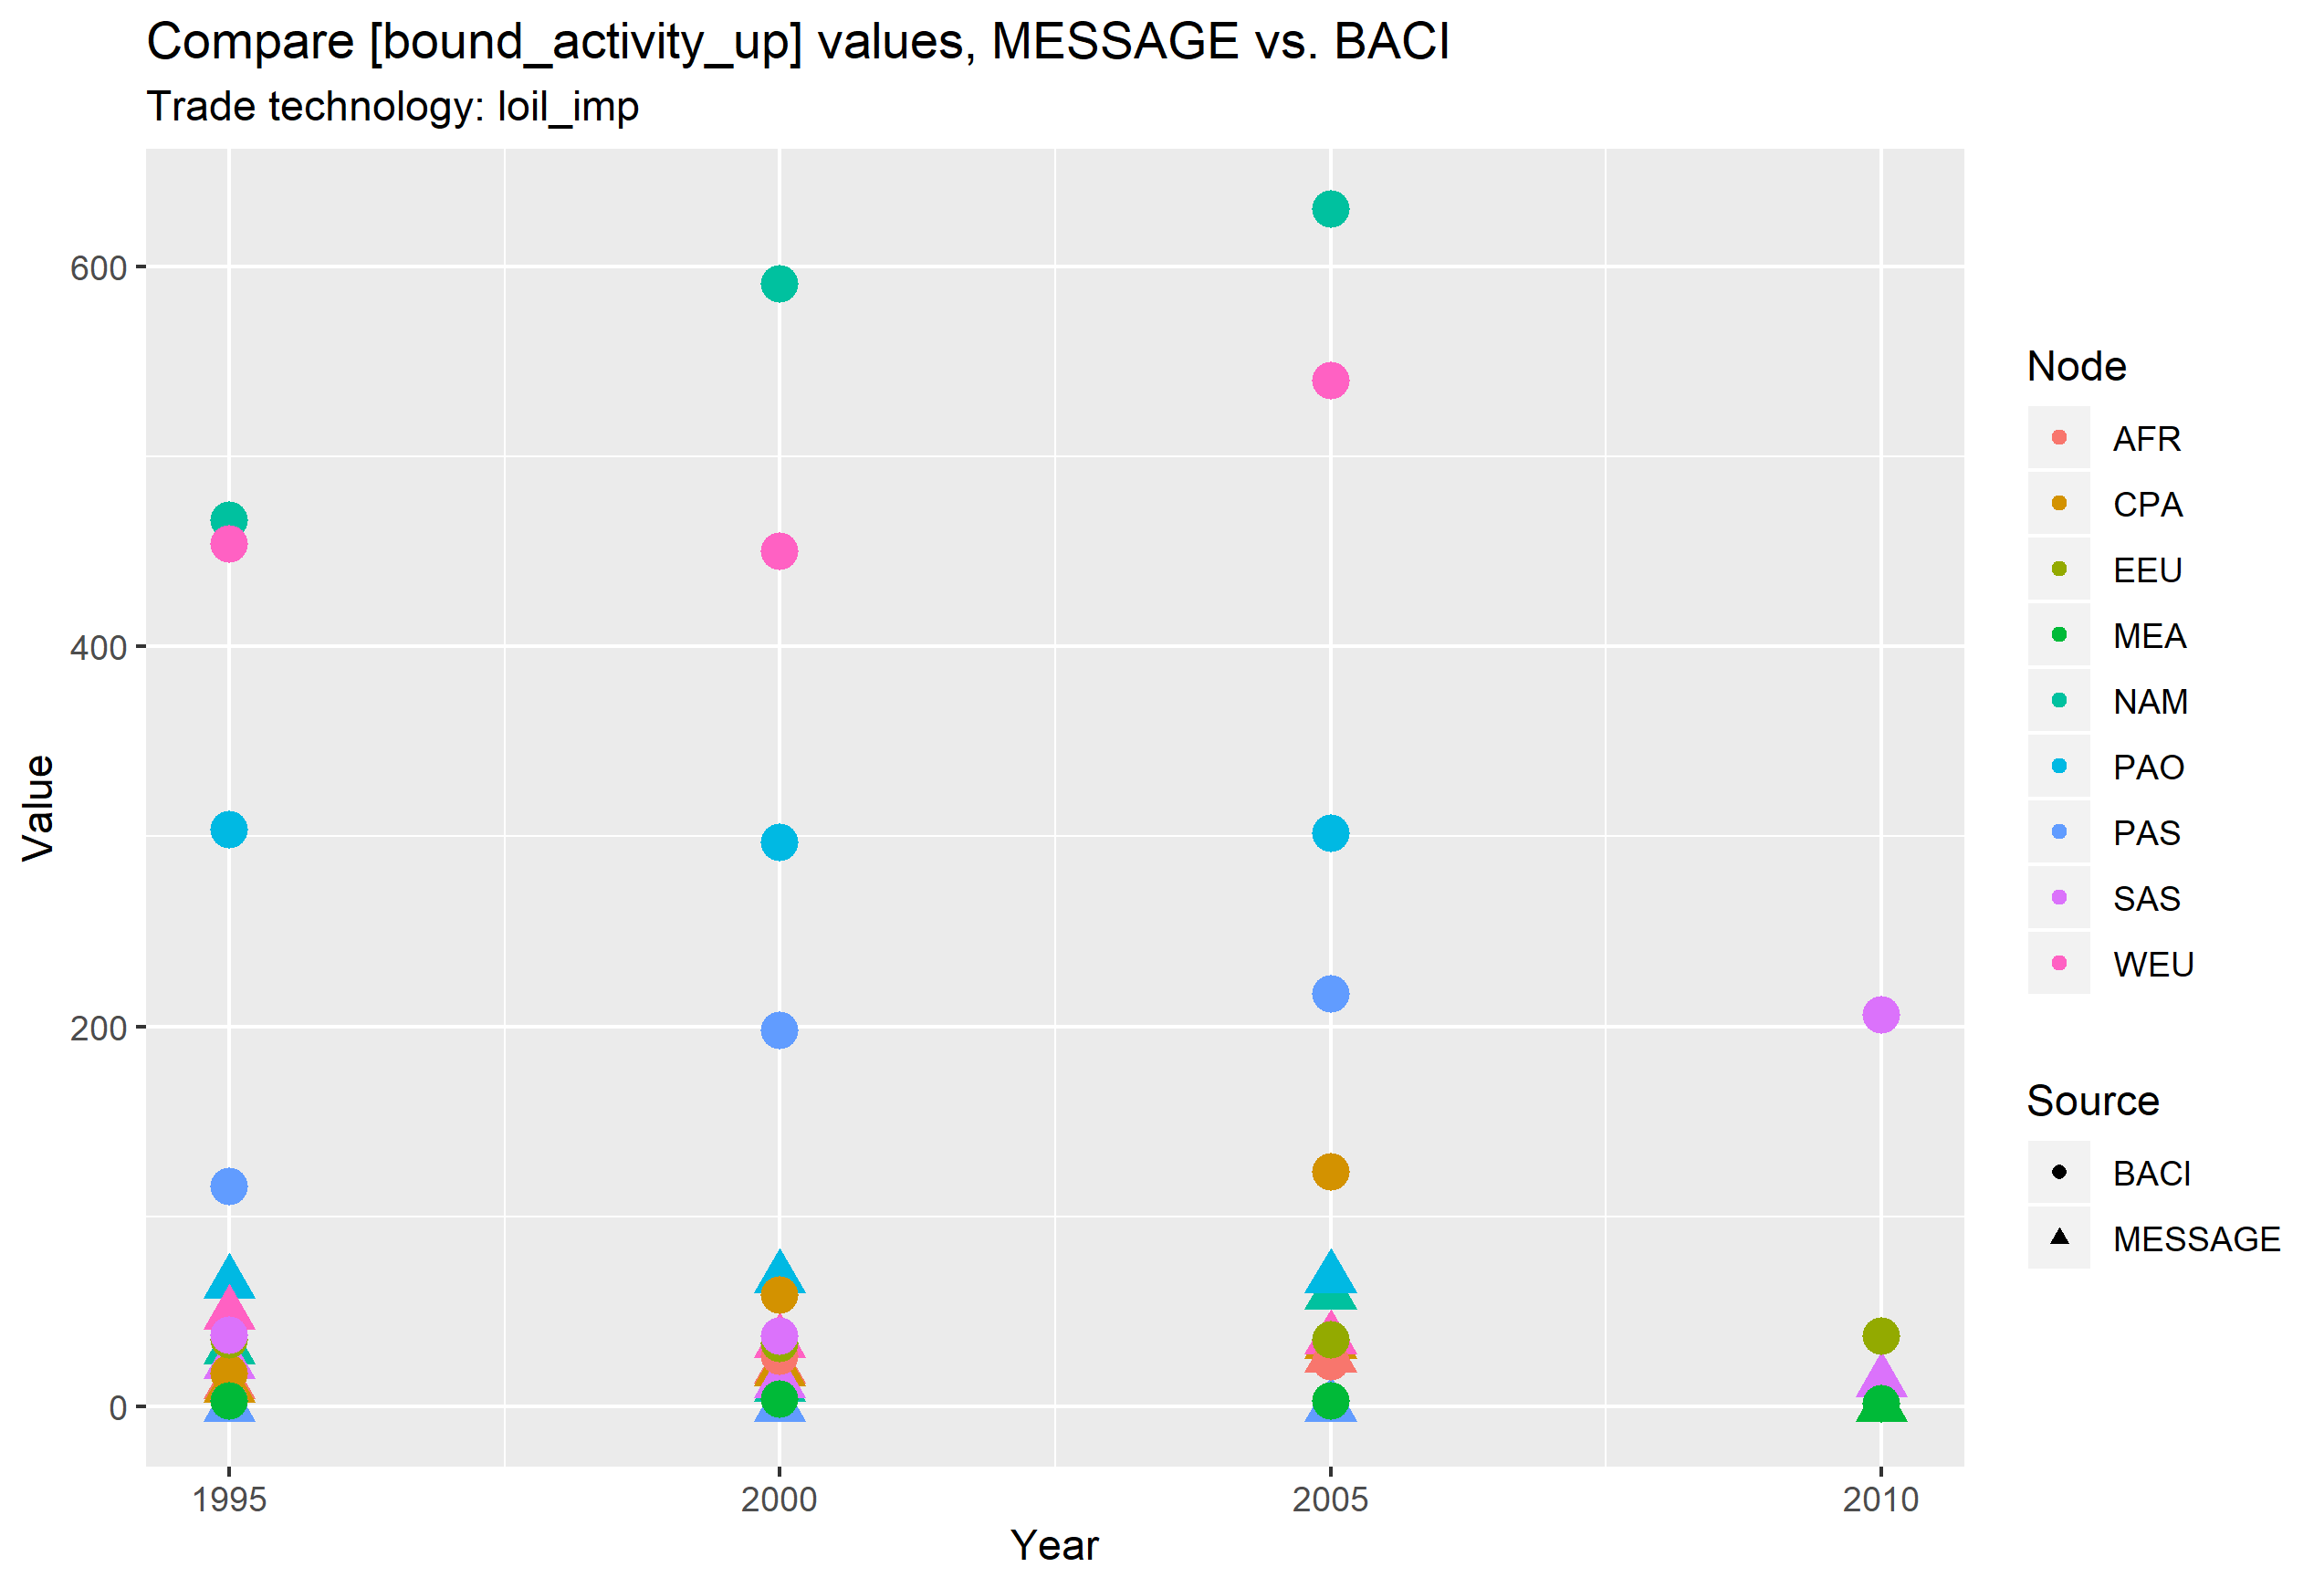 Compare [bound_activity_up] values, MESSAGE vs. BACI
Trade technology: loil_imp
600
400
200
0
Value
1995
2000
2005
2010
Year
Node
AFR
CPA
EEU
MEA
NAM
PAO
PAS
SAS
WEU
Source
BACI
MESSAGE